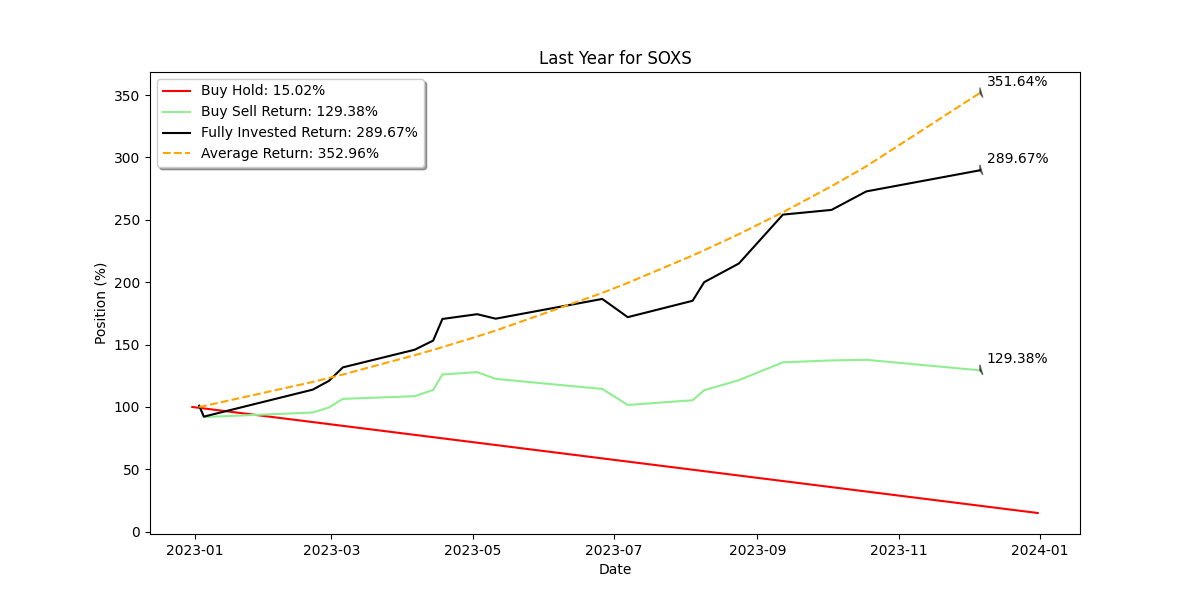 Last Year for SOXS
Buy Hold: 15.02%
Buy Sell Return: 129.38%
Fully Invested Return: 289.67%
Average Return: 352.96%
351.64%
289.67%
129.38%
Position (%)
350
300
250
200
150
100
50
0
2023-01 2023-03 2023-05 2023-07 2023-09 2023-11 2024-01
Date